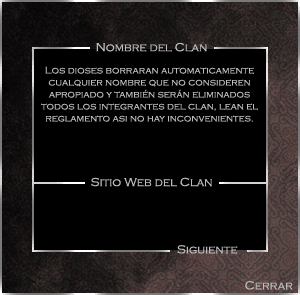 Nombre del Clan
Los dioses borraran automaticamente
cualquier nombre que no consideren
apropiado y también serán eliminados
todos los integrantes del clan, lean el
reglamento asi no hay inconvenientes.
Sitio Web del Clan
Siguiente
Cerrar